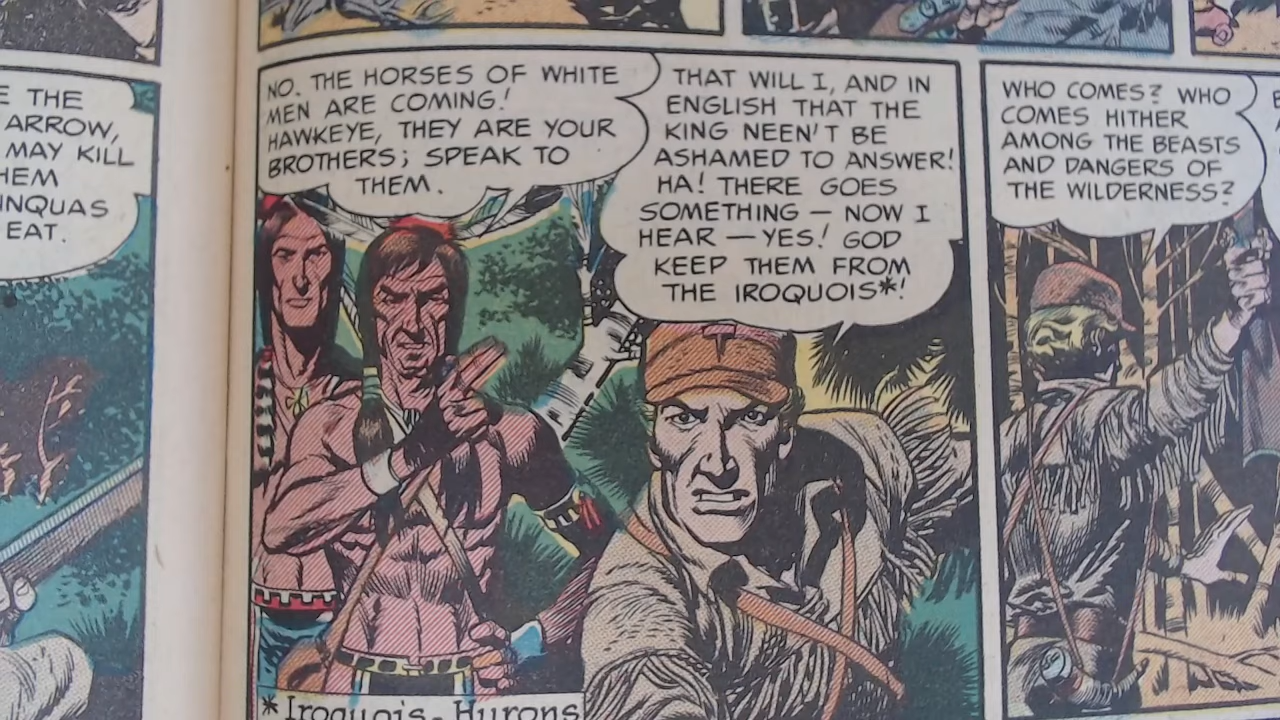 E THE
ARROW,
MAY KILL
HEM
INQUAS
EAT.
NO. THE HORSES OF WHITE
MEN ARE COMING!
HAWKEYE, THEY ARE YOUR
BROTHERS; SPEAK TO
THEM.
THAT WILL I, AND IN
ENGLISH THAT THE
KING NEEN'T BE
ASHAMED TO ANSWER!
HA! THERE GOES
SOMETHING — NOW I
HEAR — YES! GOD
KEEP THEM FROM
THE IROQUOIS*!
* Iroquois - Hurons
WHO COMES? WHO
COMES HITHER
AMONG THE BEASTS
AND DANGERS OF
THE WILDERNESS?